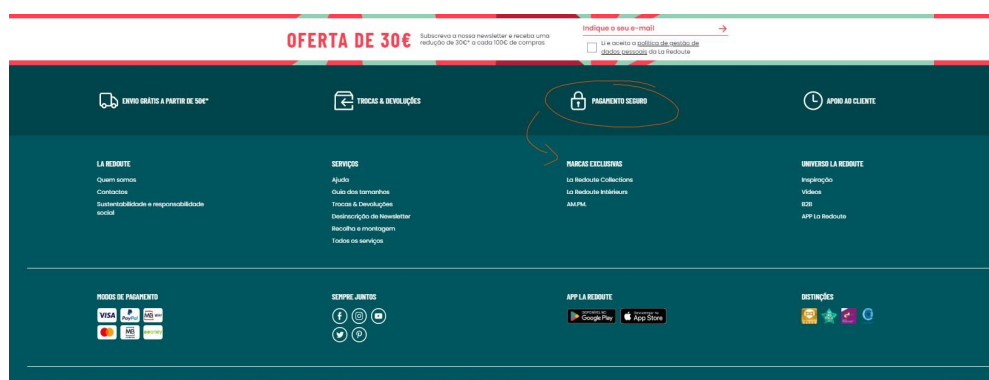 OFERTA DE 30€
Subscreva a nossa newsletter e receba uma
redução de 30€* a cada 100€ de compras.
Indique o seu e-mail
Li e aceito a política de gestão de
dados pessoais da La Redoute
ENVIO GRÁTIS A PARTIR DE 50€*
TROCAS & DEVOLUÇÕES
PAGAMENTO SEGURO
APOIO AO CLIENTE
LA REDOUTE
Quem somos
Contactos
Sustentabilidade e responsabilidade
social
SERVIÇOS
Ajuda
Guia dos tamanhos
Trocas & Devoluções
Desinscrição de Newsletter
Recolha e montagem
Todos os serviços
MARCAS EXCLUSIVAS
La Redoute Collections
La Redoute Intérieurs
AM.PM.
UNIVERSO LA REDOUTE
Inspiração
Vídeos
B2B
APP La Redoute
MODOS DE PAGAMENTO
VISA
PayPal
MB
MB
SEMPRE JUNTOS
APP LA REDOUTE
Google Play
App Store
DISTINÇÕES